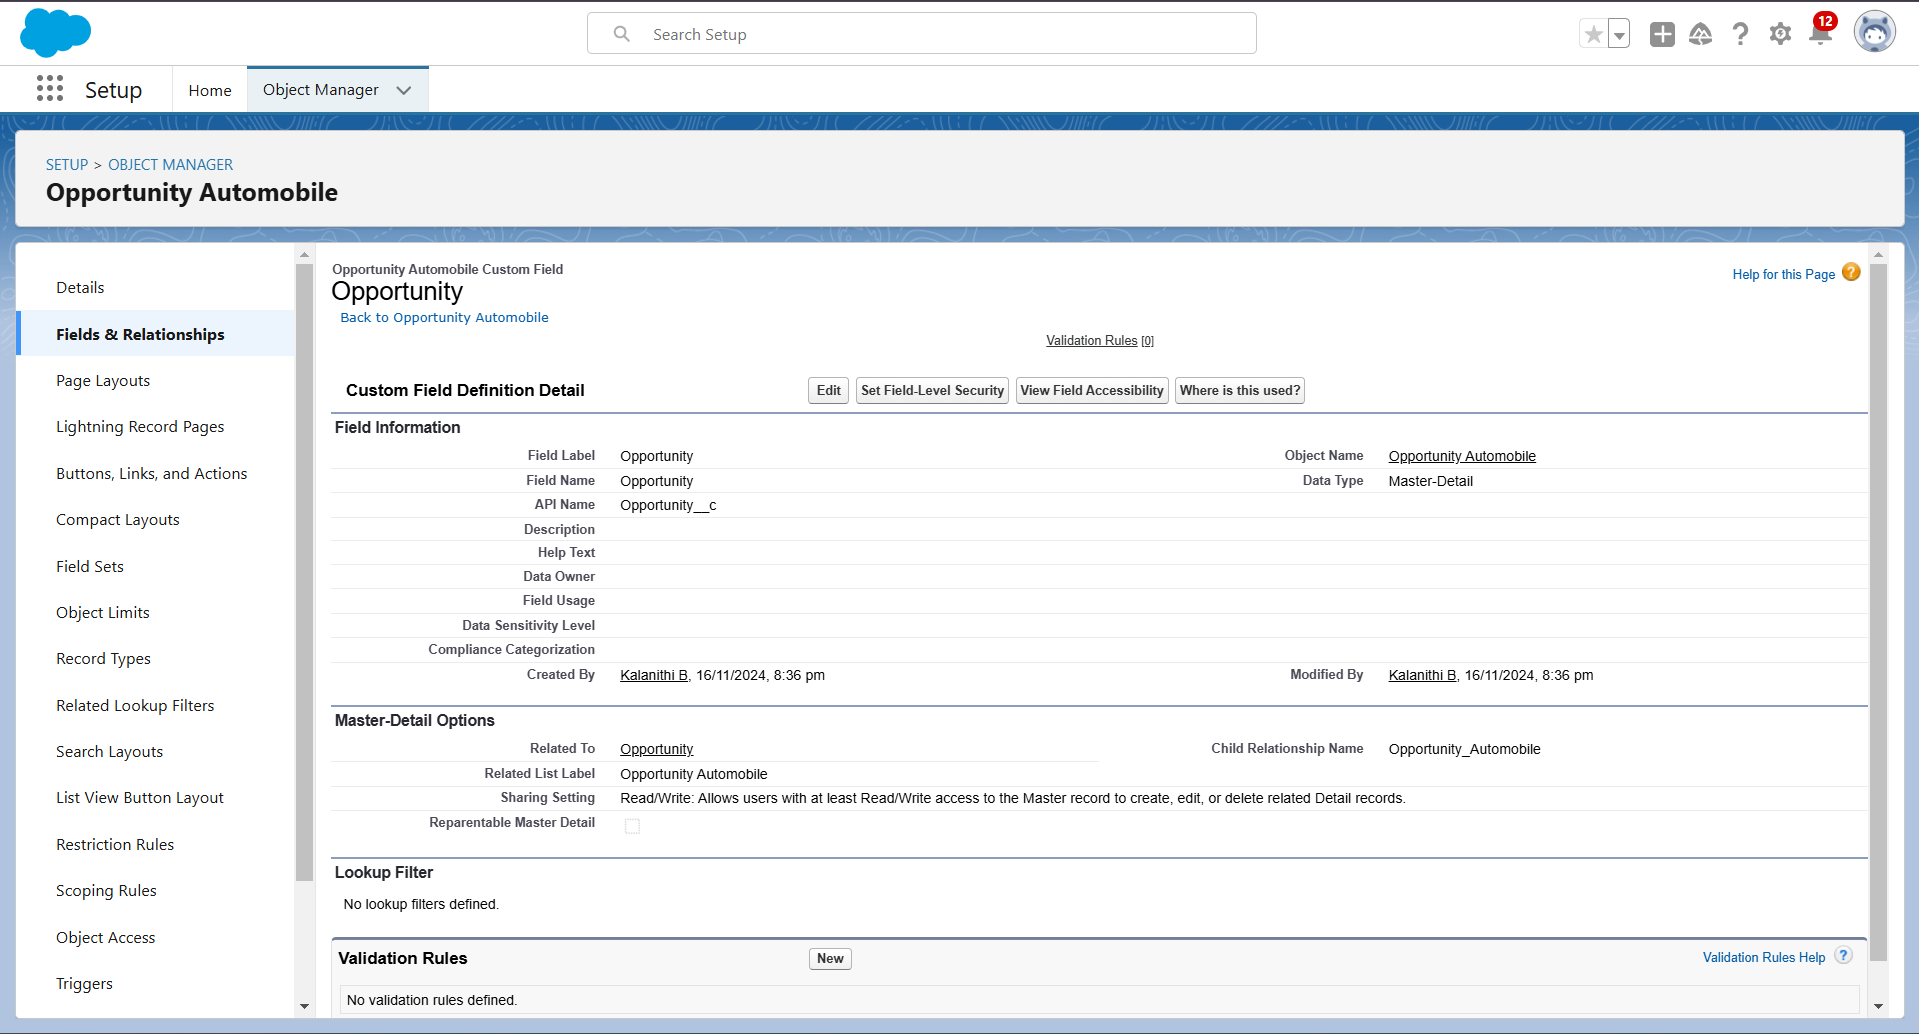 Search Setup
12
Setup
Home
Object Manager
SETUP > OBJECT MANAGER
Opportunity Automobile
Details
Fields & Relationships
Page Layouts
Lightning Record Pages
Buttons, Links, and Actions
Compact Layouts
Field Sets
Object Limits
Record Types
Related Lookup Filters
Search Layouts
List View Button Layout
Restriction Rules
Scoping Rules
Object Access
Triggers
Opportunity Automobile Custom Field
Opportunity
Help for this Page ?
Back to Opportunity Automobile
Validation Rules [0]
Custom Field Definition Detail
Edit
Set Field-Level Security
View Field Accessibility
Where is this used?
Field Information
Field Label Opportunity Object Name Opportunity Automobile
Field Name Opportunity Data Type Master-Detail
API Name Opportunity__c
Description
Help Text
Data Owner
Field Usage
Data Sensitivity Level
Compliance Categorization
Created By Kalanithi B, 16/11/2024, 8:36 pm Modified By Kalanithi B, 16/11/2024, 8:36 pm
Master-Detail Options
Related To Opportunity Child Relationship Name Opportunity_Automobile
Related List Label Opportunity Automobile
Sharing Setting Read/Write: Allows users with at least Read/Write access to the Master record to create, edit, or delete related Detail records.
Reparentable Master Detail
Lookup Filter
No lookup filters defined.
Validation Rules
New
Validation Rules Help ?
No validation rules defined.